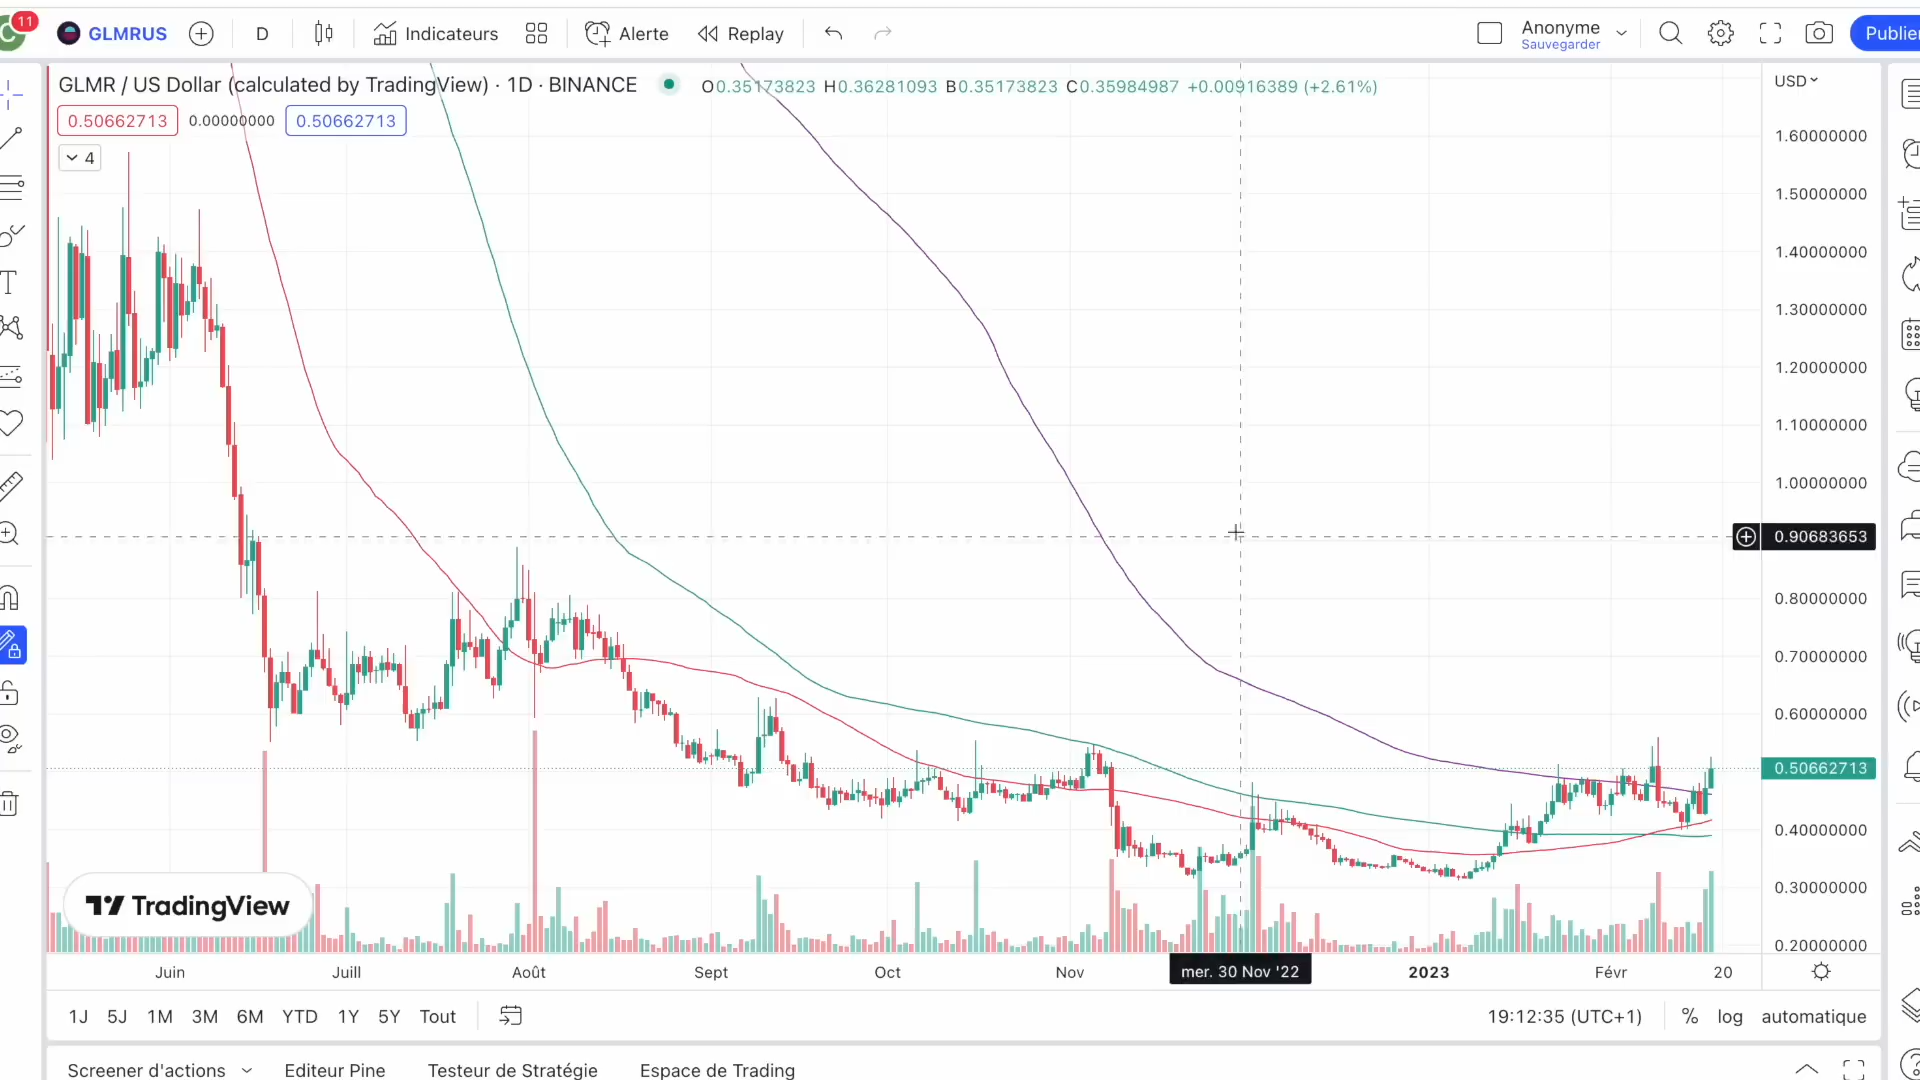 C 11
GLMRUS D Indicateurs Alerte Replay Anonyme
Sauvegarder
Publier
GLMR / US Dollar (calculated by TradingView) · 1D · BINANCE O0.35173823 H0.36281093 B0.35173823 C0.35984987 +0.00916389 (+2.61%)
USD
0.50662713 0.00000000 0.50662713
4
1.60000000
1.50000000
1.40000000
1.30000000
1.20000000
1.10000000
1.00000000
0.90683653
0.80000000
0.70000000
0.60000000
0.50662713
0.40000000
0.30000000
0.20000000
TradingView
Juin Juill Août Sept Oct Nov mer. 30 Nov '22 2023 Févr 20
1J 5J 1M 3M 6M YTD 1Y 5Y Tout 19:12:35 (UTC+1) % log automatique
Screener d'actions Editeur Pine Testeur de Stratégie Espace de Trading